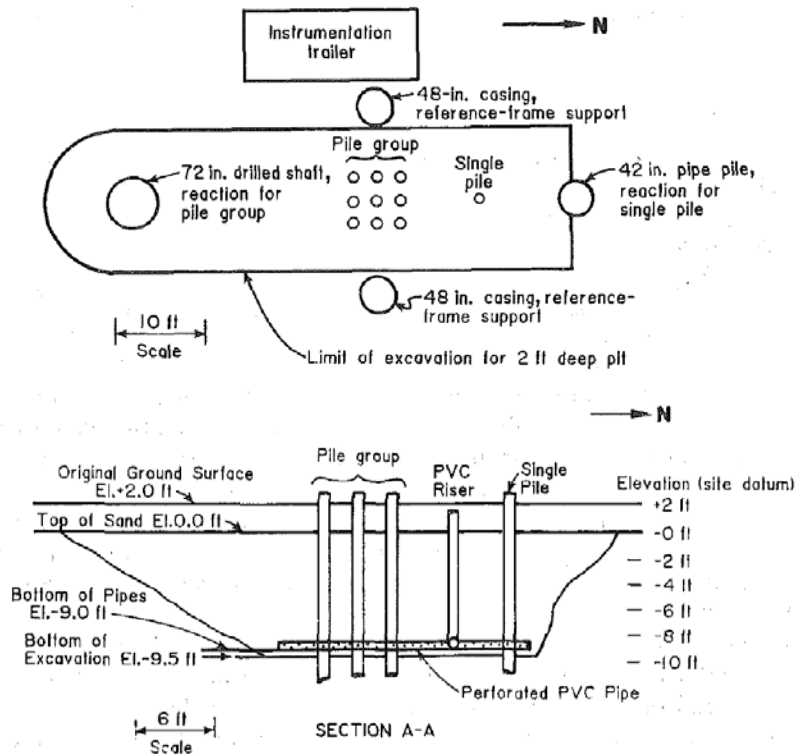 Instrumentation
trailer
N
48-in. casing,
reference-frame support
Pile group
Single
pile
72 in. drilled shaft,
reaction for
pile group
42 in. pipe pile,
reaction for
single pile
48 in. casing, reference-
frame support
10 ft
Scale
Limit of excavation for 2 ft deep pit
N
Pile group
Original Ground Surface
El.+2.0 ft
PVC
Riser
Single
Pile
Elevation (site datum)
+2 ft
Top of Sand El.0.0 ft
-0 ft
-2 ft
-4 ft
-6 ft
-8 ft
-10 ft
Bottom of Pipes
El.-9.0 ft
Bottom of
Excavation El.-9.5 ft
Perforated PVC Pipe
6 ft
Scale
SECTION A-A